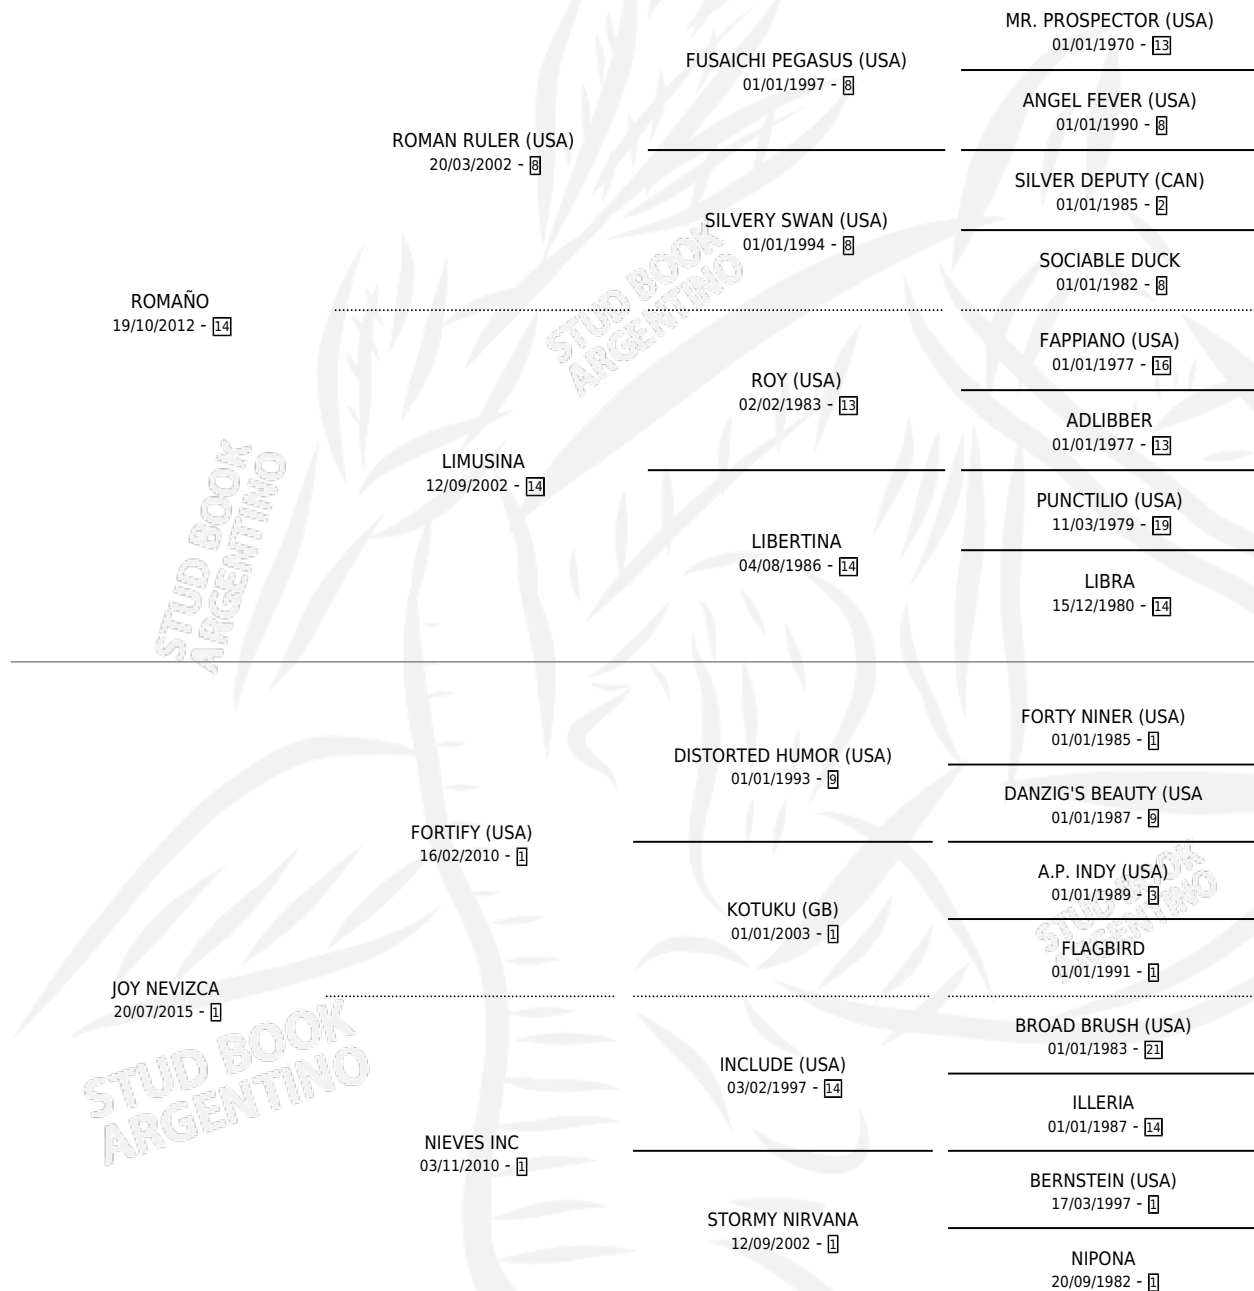 MR. PROSPECTOR (USA)
01/01/1970 - 13
FUSAICHI PEGASUS (USA)
01/01/1997 - 8
ANGEL FEVER (USA)
01/01/1990 - 8
ROMAN RULER (USA)
20/03/2002 - 8
SILVER DEPUTY (CAN)
01/01/1985 - 2
SILVERY SWAN (USA)
01/01/1994 - 8
SOCIABLE DUCK
01/01/1982 - 8
STUD BOOK
ARGENTINO
ROMAÑO
19/10/2012 - 14
FAPPIANO (USA)
01/01/1977 - 16
ROY (USA)
02/02/1983 - 13
ADLIBBER
01/01/1977 - 13
LIMUSINA
12/09/2002 - 14
PUNCTILIO (USA)
11/03/1979 - 19
LIBERTINA
04/08/1986 - 14
LIBRA
15/12/1980 - 14
STUD BOOK
ARGENTINO
FORTY NINER (USA)
01/01/1985 - 1
DISTORTED HUMOR (USA)
01/01/1993 - 9
DANZIG'S BEAUTY (USA
01/01/1987 - 9
FORTIFY (USA)
16/02/2010 - 1
A.P. INDY (USA)
01/01/1989 - 3
KOTUKU (GB)
01/01/2003 - 1
FLAGBIRD
01/01/1991 - 1
STUD BOOK
ARGENTINO
JOY NEVIZCA
20/07/2015 - 1
BROAD BRUSH (USA)
01/01/1983 - 21
INCLUDE (USA)
03/02/1997 - 14
ILLERIA
01/01/1987 - 14
STUD BOOK
ARGENTINO
NIEVES INC
03/11/2010 - 1
BERNSTEIN (USA)
17/03/1997 - 1
STORMY NIRVANA
12/09/2002 - 1
NIPONA
20/09/1982 - 1